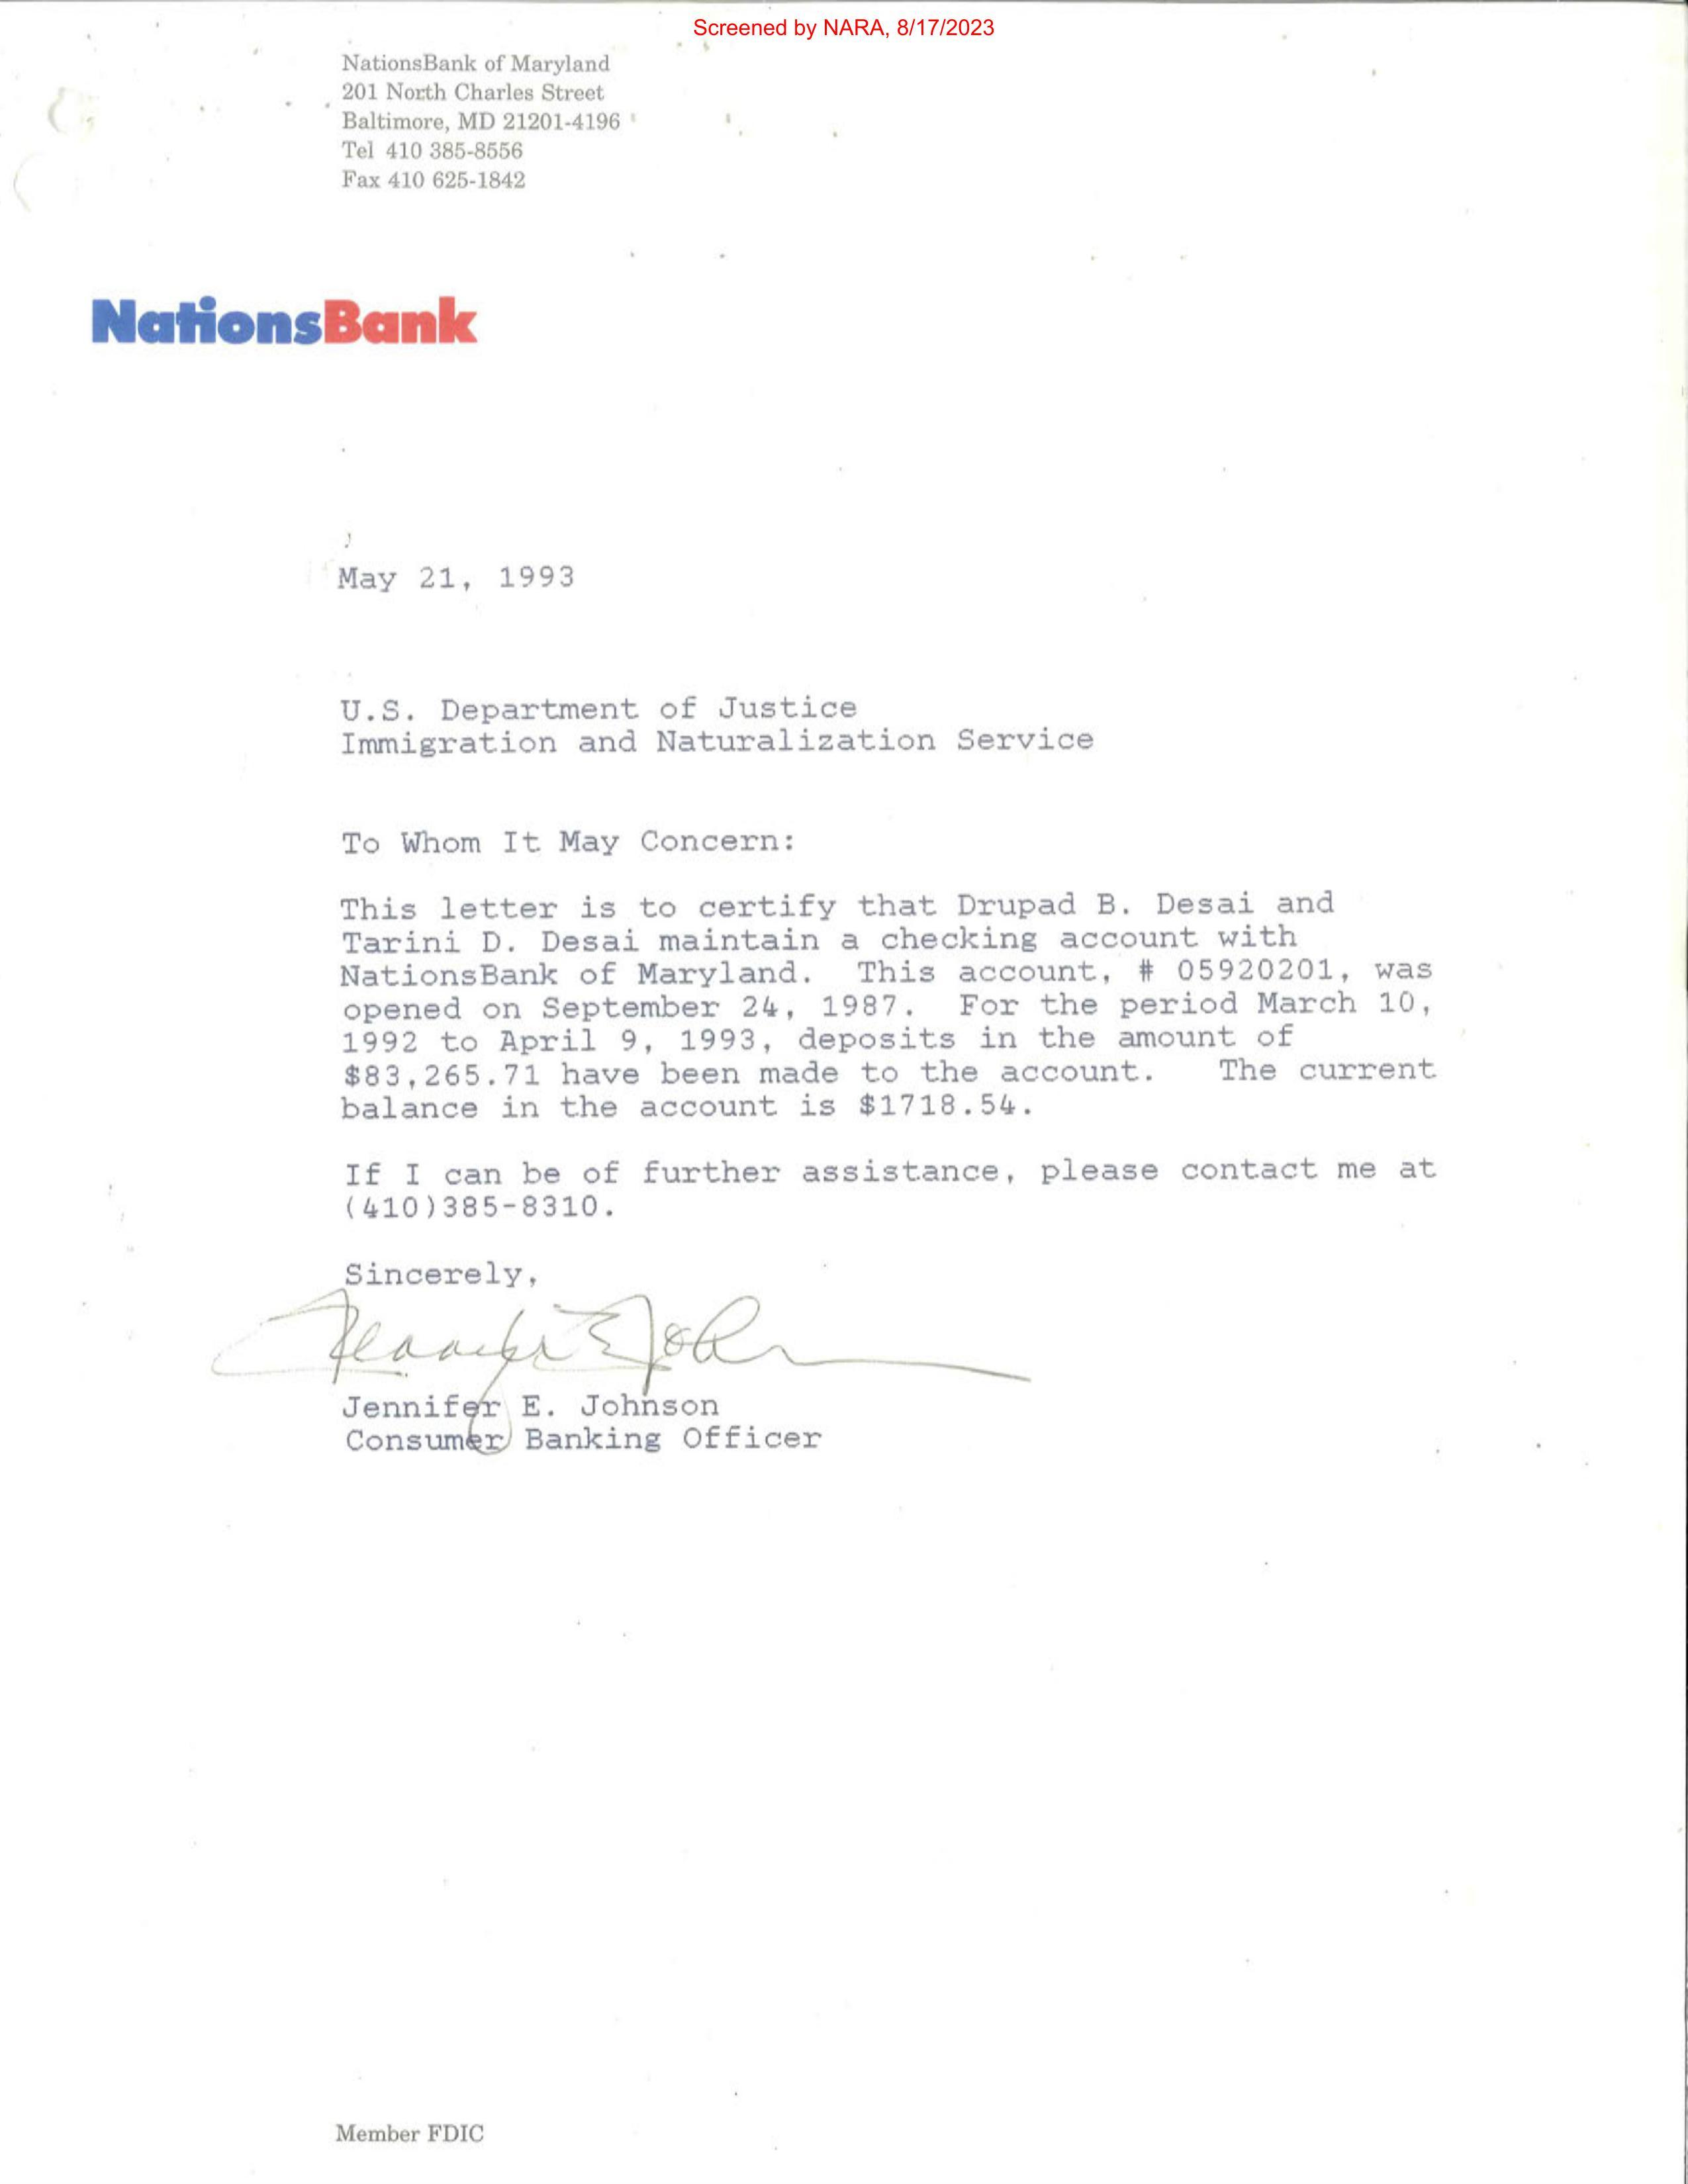 Screened by NARA, 8/17/2023
NationsBank of Maryland
201 North Charles Street
Baltimore, MD 21201-4196
Tel 410 385-8556
Fax 410 625-1842
NationsBank
May 21, 1993
U.S. Department of Justice
Immigration and Naturalization Service
To Whom It May Concern:
This letter is to certify that Drupad B. Desai and
Tarini D. Desai maintain a checking account with
NationsBank of Maryland. This account, # 05920201, was
opened on September 24, 1987. For the period March 10,
1992 to April 9, 1993, deposits in the amount of
$83,265.71 have been made to the account. The current
balance in the account is $1718.54.
If I can be of further assistance, please contact me at
(410)385-8310.
Sincerely,
Jennifer E. Johnson
Consumer Banking Officer
Member FDIC